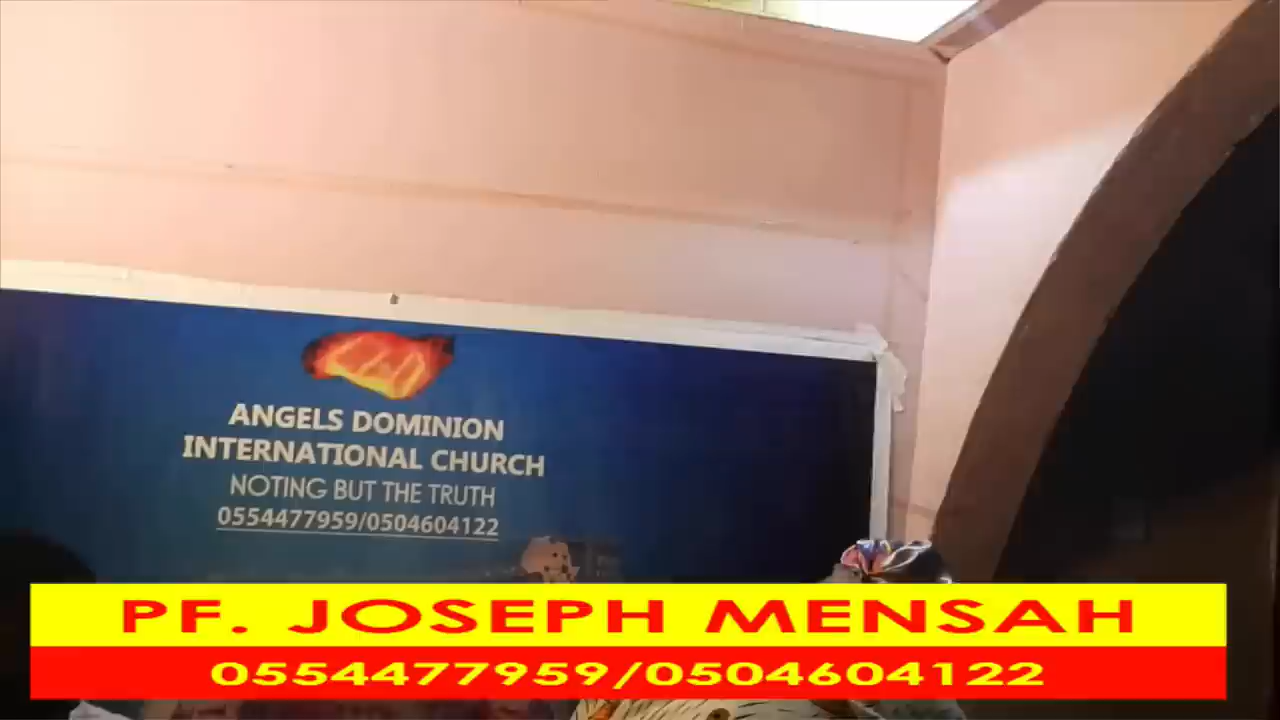 ANGELS DOMINION
INTERNATIONAL CHURCH
NOTING BUT THE TRUTH
0554477959/0504604122
PF. JOSEPH MENSAH
0554477959/0504604122